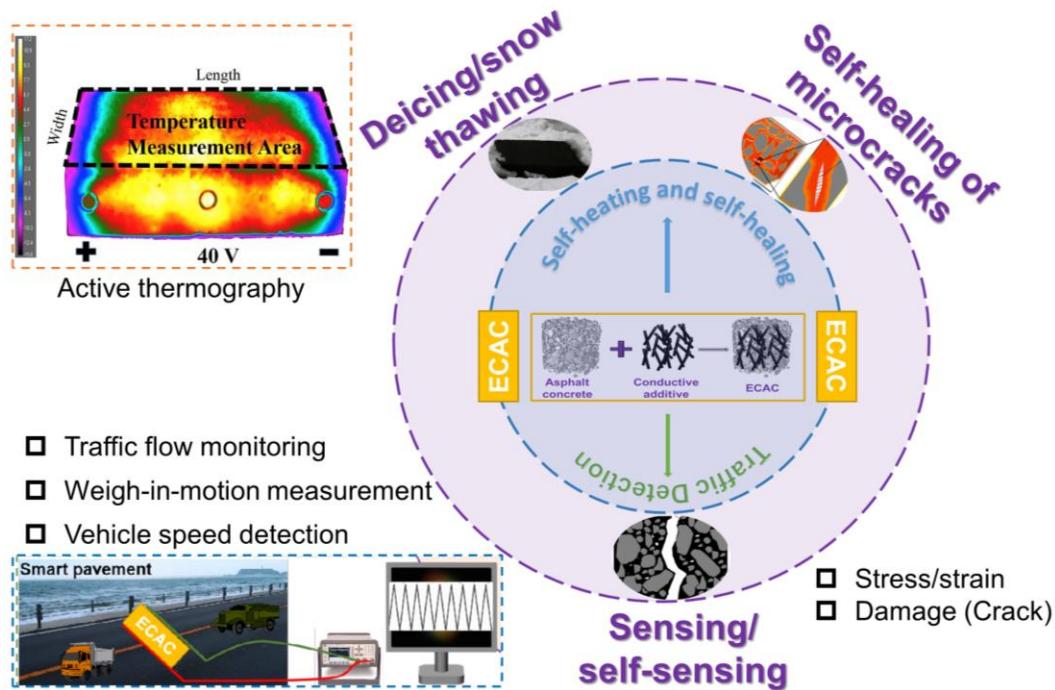 Length
Width
Temperature
Measurement Area
+
40 V
−
Active thermography
Deicing/snow
thawing
Self-healing of
microcracks
Self-heating and self-healing
ECAC
Asphalt
concrete
+
Conductive
additive
ECAC
ECAC
Traffic Detection
Traffic flow monitoring
Weigh-in-motion measurement
Vehicle speed detection
Smart pavement
ECAC
Sensing/
self-sensing
Stress/strain
Damage (Crack)